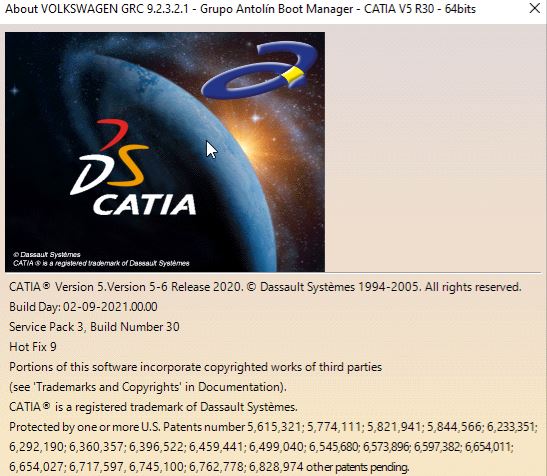 About VOLKSWAGEN GRC 9.2.3.2.1 - Grupo Antolín Boot Manager - CATIA V5 R30 - 64bits
DS
CATIA
© Dassault Systèmes
CATIA ® is a registered trademark of Dassault Systèmes
CATIA® Version 5.Version 5-6 Release 2020. © Dassault Systèmes 1994-2005. All rights reserved.
Build Day: 02-09-2021.00.00
Service Pack 3, Build Number 30
Hot Fix 9
Portions of this software incorporate copyrighted works of third parties
(see 'Trademarks and Copyrights' in Documentation).
CATIA® is a registered trademark of Dassault Systèmes.
Protected by one or more U.S. Patents number 5,615,321; 5,774,111; 5,821,941; 5,844,566; 6,233,351;
6,292,190; 6,360,357; 6,396,522; 6,459,441; 6,499,040; 6,545,680; 6,573,896; 6,597,382; 6,654,011;
6,654,027; 6,717,597; 6,745,100; 6,762,778; 6,828,974 other patents pending.